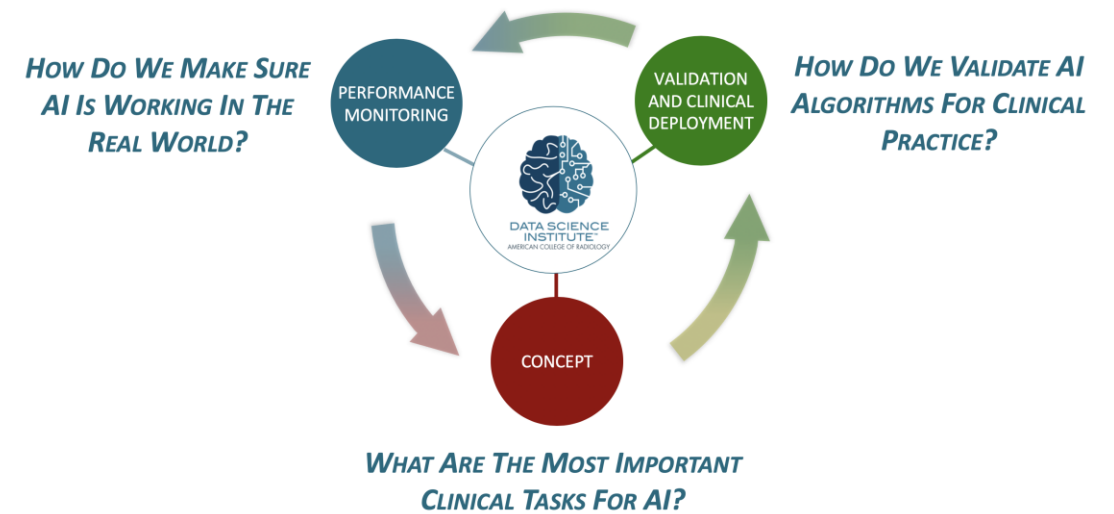 HOW DO WE MAKE SURE
AI IS WORKING IN THE
REAL WORLD?
PERFORMANCE
MONITORING
VALIDATION
AND CLINICAL
DEPLOYMENT
HOW DO WE VALIDATE AI
ALGORITHMS FOR CLINICAL
PRACTICE?
DATA SCIENCE
INSTITUTE™
AMERICAN COLLEGE OF RADIOLOGY
CONCEPT
WHAT ARE THE MOST IMPORTANT
CLINICAL TASKS FOR AI?